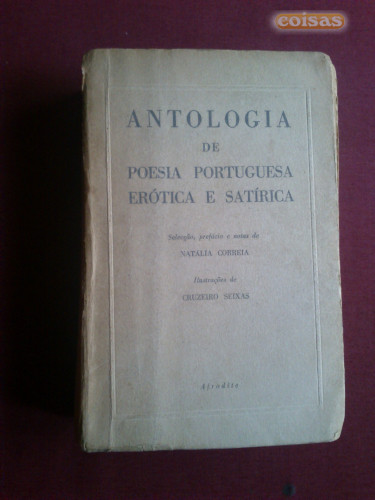 coisas
ANTOLOGIA
DE
POESIA PORTUGUESA
ERÓTICA E SATÍRICA
Selecção, prefácio e notas de
NATÁLIA CORREIA
Ilustrações de
CRUZEIRO SEIXAS
Afrodite